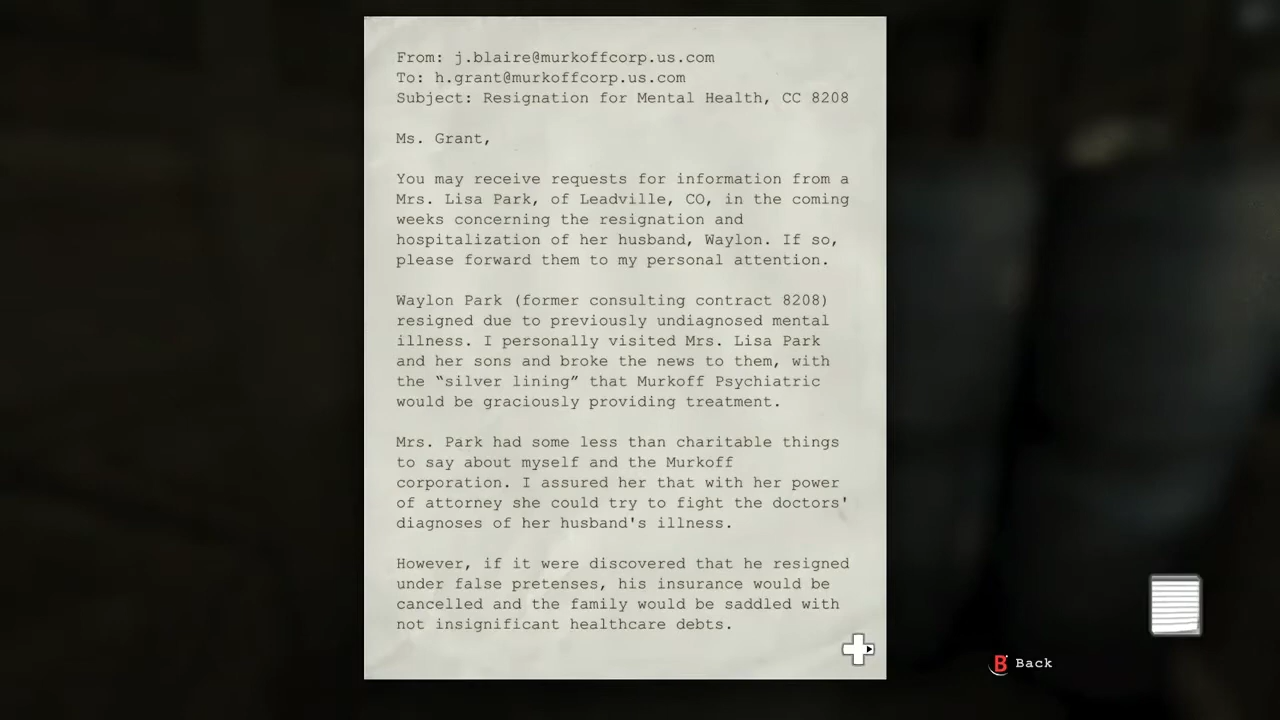 From: j.blaire@murkoffcorp.us.com
To: h.grant@murkoffcorp.us.com
Subject: Resignation for Mental Health, CC 8208
Ms. Grant,
You may receive requests for information from a
Mrs. Lisa Park, of Leadville, CO, in the coming
weeks concerning the resignation and
hospitalization of her husband, Waylon. If so,
please forward them to my personal attention.
Waylon Park (former consulting contract 8208)
resigned due to previously undiagnosed mental
illness. I personally visited Mrs. Lisa Park
and her sons and broke the news to them, with
the “silver lining” that Murkoff Psychiatric
would be graciously providing treatment.
Mrs. Park had some less than charitable things
to say about myself and the Murkoff
corporation. I assured her that with her power
of attorney she could try to fight the doctors'
diagnoses of her husband's illness.
However, if it were discovered that he resigned
under false pretenses, his insurance would be
cancelled and the family would be saddled with
not insignificant healthcare debts.
B Back